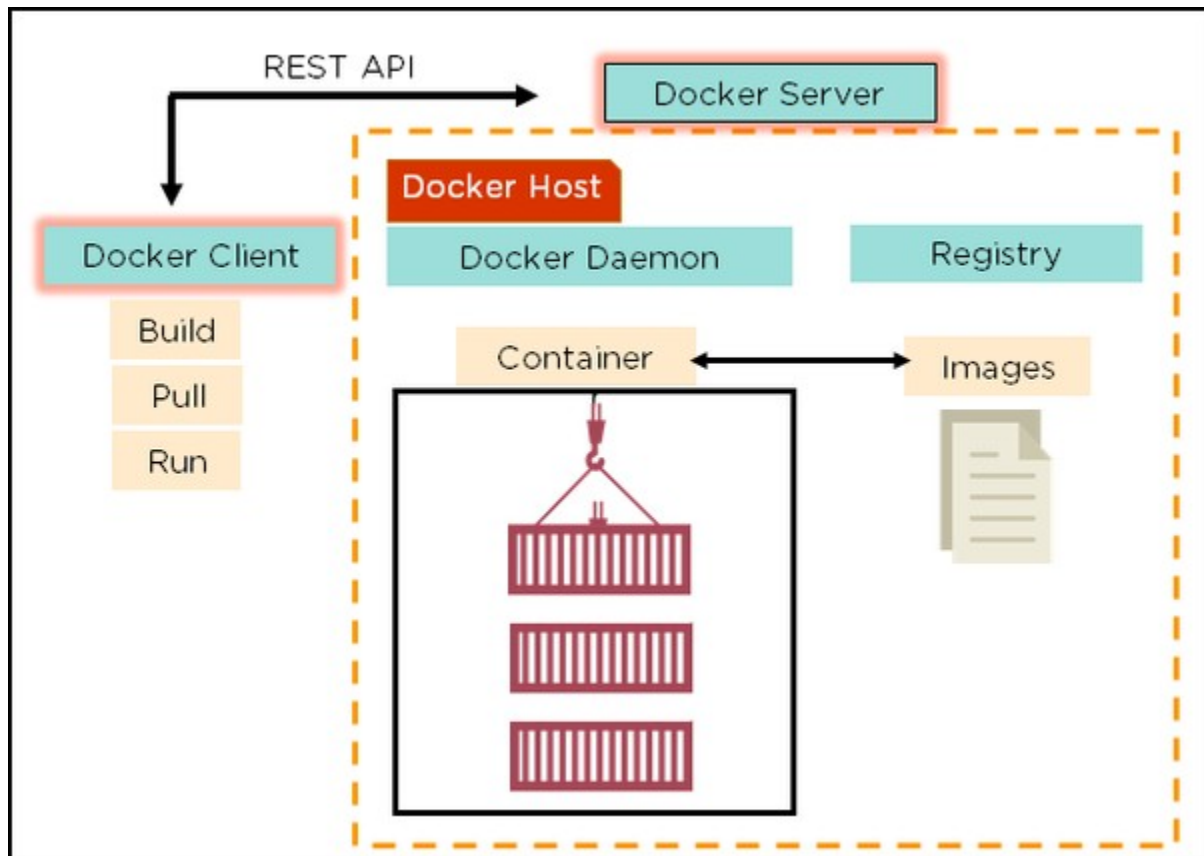 REST API
Docker Server
Docker Host
Docker Client
Docker Daemon
Registry
Build
Pull
Run
Container
Images